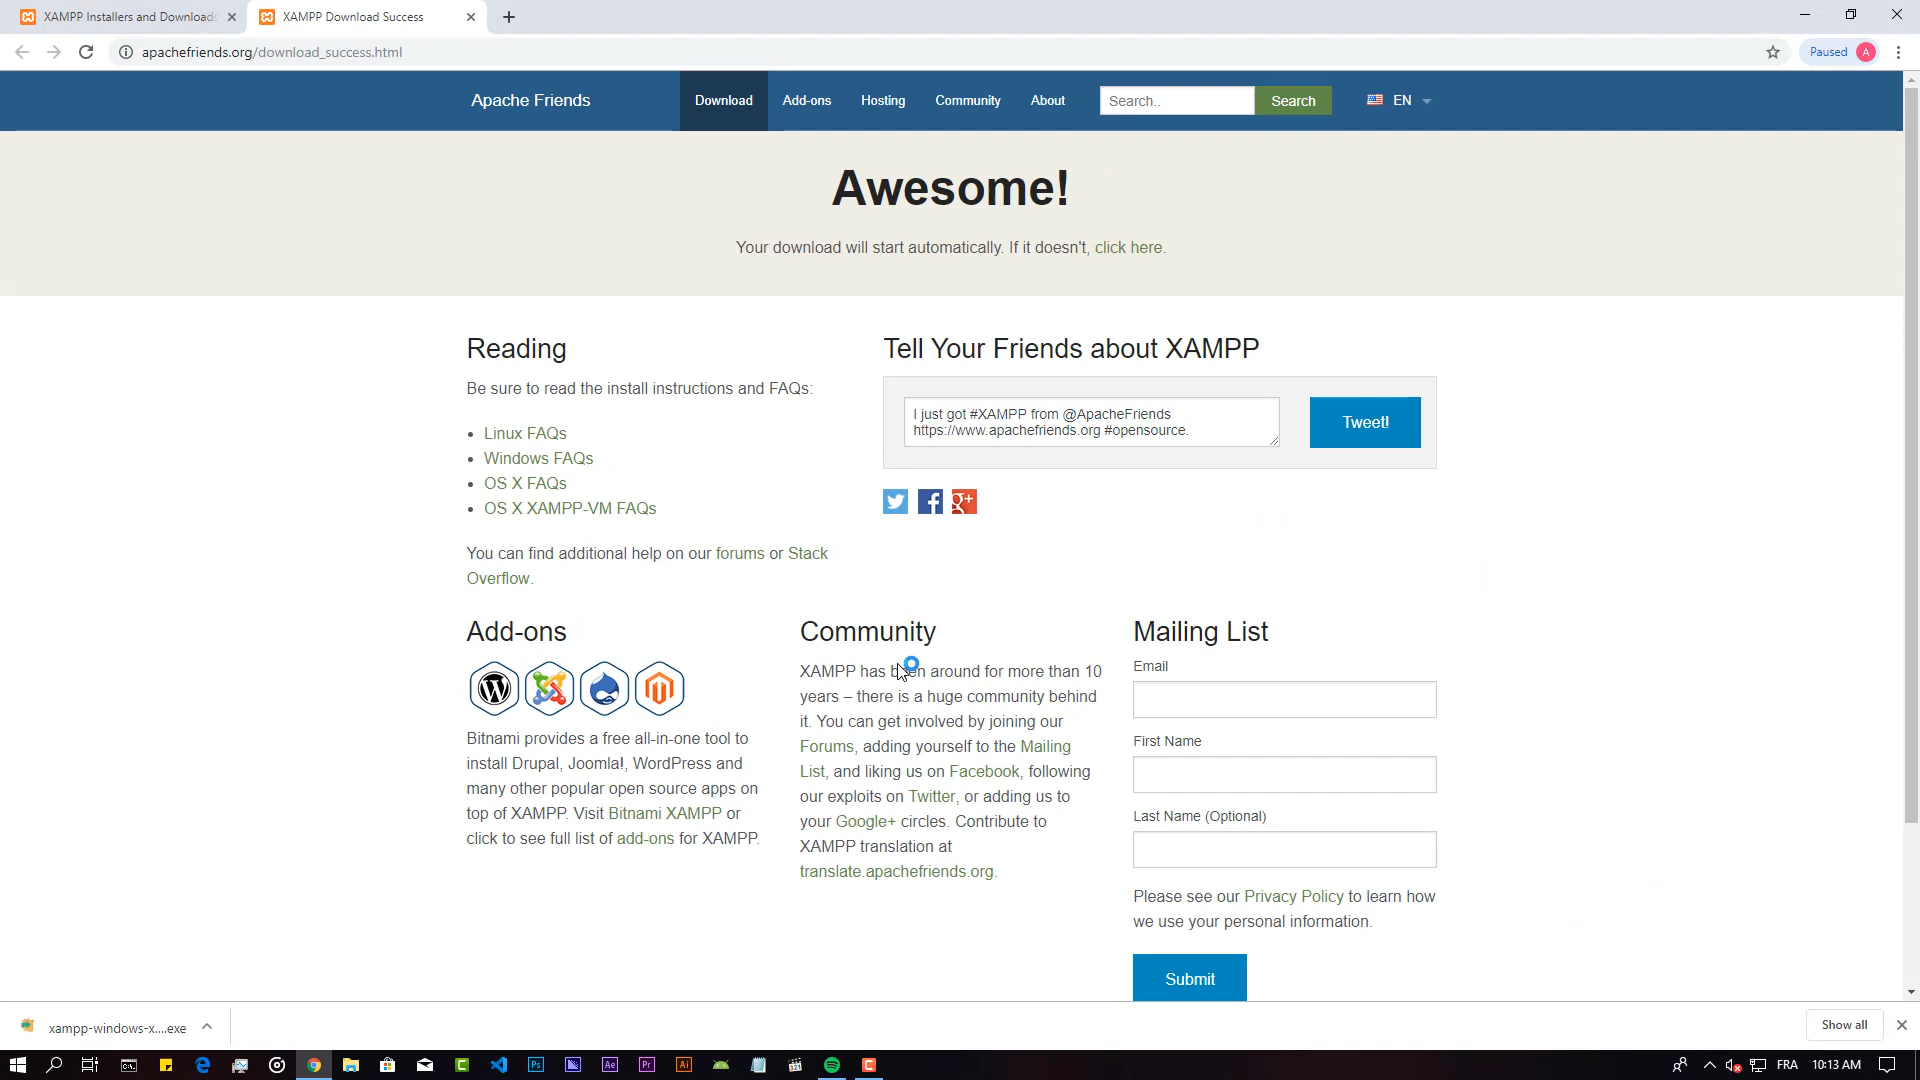 XAMPP Installers and Downloads
XAMPP Download Success
apachefriends.org/download_success.html
Paused
A
Apache Friends
Download
Add-ons
Hosting
Community
About
Search..
Search
EN
Awesome!
Your download will start automatically. If it doesn't, click here.
Reading
Be sure to read the install instructions and FAQs:
Linux FAQs
Windows FAQs
OS X FAQs
OS X XAMPP-VM FAQs
You can find additional help on our forums or Stack
Overflow.
Tell Your Friends about XAMPP
I just got #XAMPP from @ApacheFriends
https://www.apachefriends.org #opensource.
Tweet!
g+
Add-ons
Bitnami provides a free all-in-one tool to
install Drupal, Joomla!, WordPress and
many other popular open source apps on
top of XAMPP. Visit Bitnami XAMPP or
click to see full list of add-ons for XAMPP.
Community
XAMPP has been around for more than 10
years – there is a huge community behind
it. You can get involved by joining our
Forums, adding yourself to the Mailing
List, and liking us on Facebook, following
our exploits on Twitter, or adding us to
your Google+ circles. Contribute to
XAMPP translation at
translate.apachefriends.org.
Mailing List
Email
First Name
Last Name (Optional)
Please see our Privacy Policy to learn how
we use your personal information.
Submit
xampp-windows-x....exe
Show all
Ps
Ae
Pr
Ai
FRA
10:13 AM